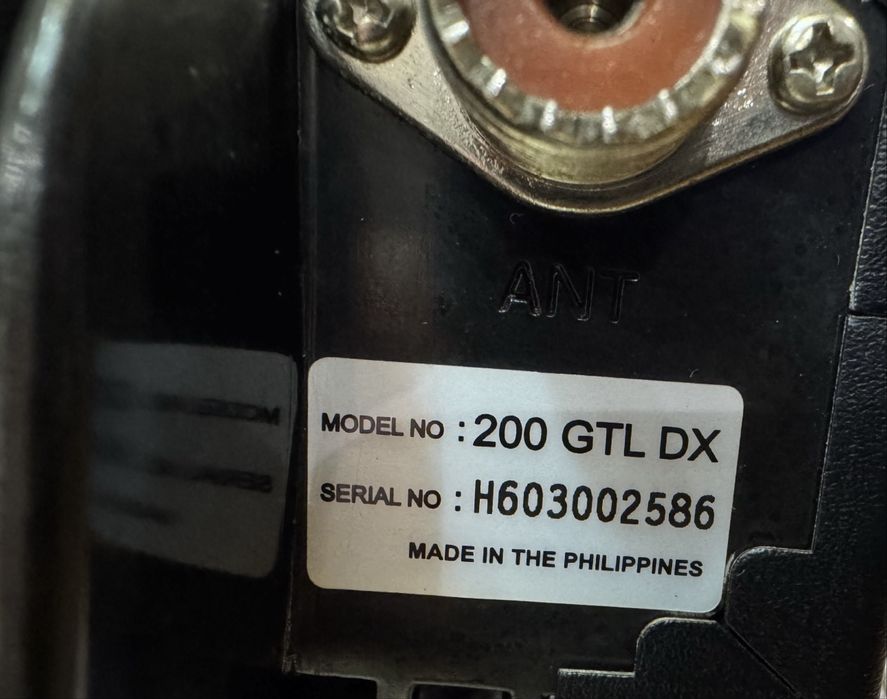 ANT
MODEL NO : 200 GTL DX
SERIAL NO : H603002586
MADE IN THE PHILIPPINES